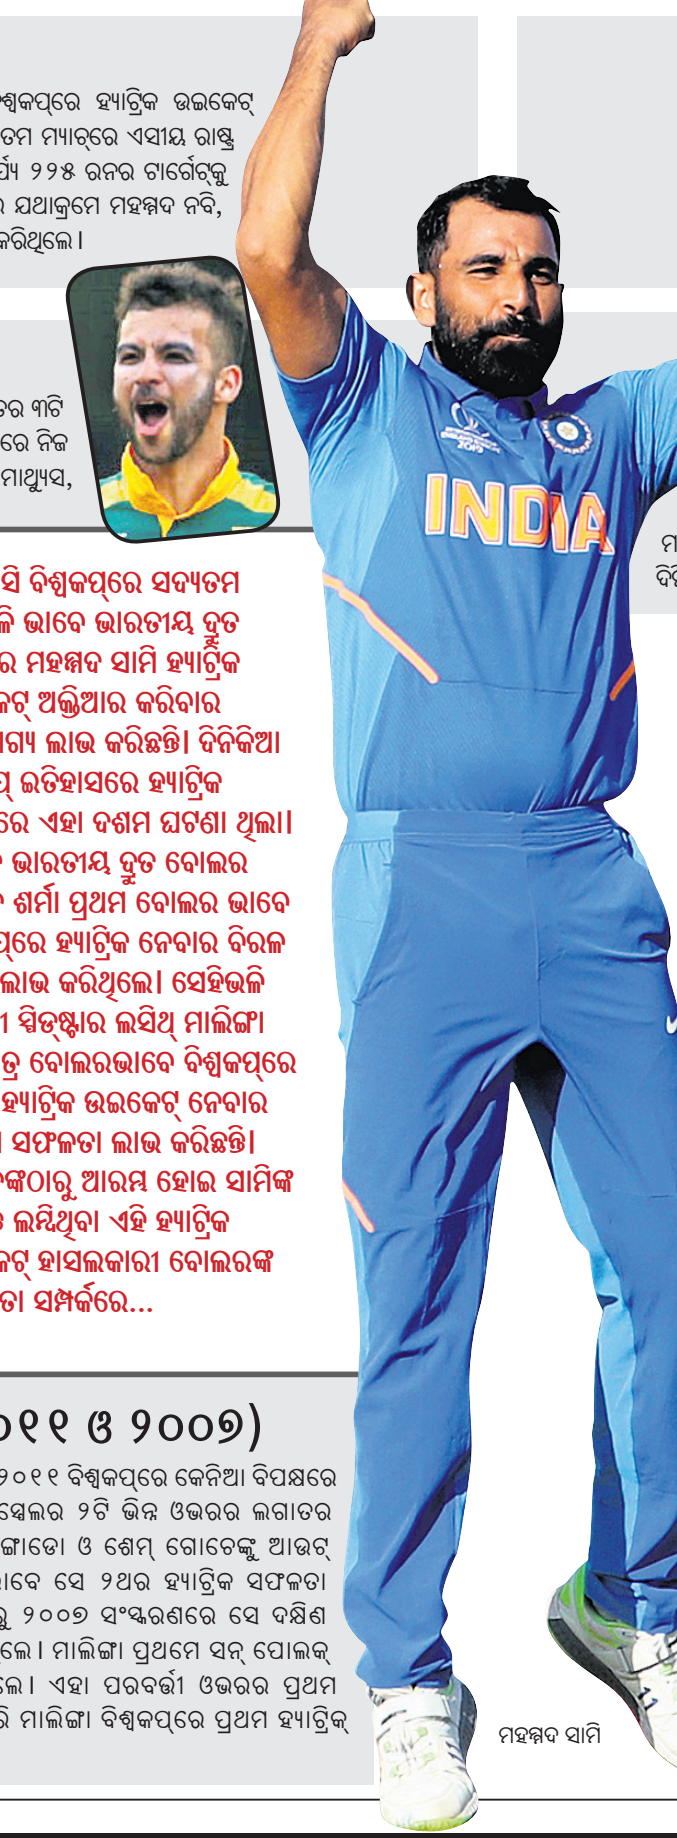 ହ୍ୟାଟ୍ରିକ ଉଇକେଟ୍
ମ୍ୟାଚ୍‌ରେ ଏସୀୟ ରାଷ୍ଟ୍ର
୨୨୫ ରନର ଟାର୍ଗେଟ୍‌କୁ
ଯଥାକ୍ରମେ ମହମ୍ମଦ ନବି,
କରିଥିଲେ।
୩ଟି
ରେ ନିଜ
ମାଥ୍ୟୁସ,
INDIA
2019
ସି ବିଶ୍ୱକପ୍‌ରେ ସଦ୍ୟତମ
ଭାବେ ଭାରତୀୟ ଦ୍ରୁତ
ର ମହମ୍ମଦ ସାମି ହ୍ୟାଟ୍ରିକ
କେଟ୍ ଅକ୍ତିଆର କରିବାର
ଲାଭ କରିଛନ୍ତି। ଦିନିକିଆ
ଇତିହାସରେ ହ୍ୟାଟ୍ରିକ
ରେ ଏହା ଦଶମ ଘଟଣା ଥିଲା।
ଭାରତୀୟ ଦ୍ରୁତ ବୋଲର
ଶର୍ମା ପ୍ରଥମ ବୋଲର ଭାବେ
ପ୍‌ରେ ହ୍ୟାଟ୍ରିକ ନେବାର ବିରଳ
ଲାଭ କରିଥିଲେ। ସେହିଭଳି
ସ୍ପିଡ୍‌ଷ୍ଟାର ଲସିଥ୍ ମାଲିଙ୍ଗା
ତ୍ର ବୋଲରଭାବେ ବିଶ୍ୱକପ୍‌ରେ
ହ୍ୟାଟ୍ରିକ ଉଇକେଟ୍ ନେବାର
ସଫଳତା ଲାଭ କରିଛନ୍ତି।
ଙ୍କଠାରୁ ଆରମ୍ଭ ହୋଇ ସାମିଙ୍କ
ଲମ୍ବିଥିବା ଏହି ହ୍ୟାଟ୍ରିକ
କେଟ୍ ହାସଲକାରୀ ବୋଲରଙ୍କ
ତା ସମ୍ପର୍କରେ...
୦୧୧ ଓ ୨୦୦୭)
୨୦୧୧ ବିଶ୍ୱକପ୍‌ରେ କେନିଆ ବିପକ୍ଷରେ
ସ୍ପେଲର ୨ଟି ଭିନ୍ନ ଓଭରର ଲଗାତର
ଙ୍ଗୋଡୋ ଓ ଶେମ୍ ଗୋଚେଙ୍କୁ ଆଉଟ୍
ଭାବେ ସେ ୨ଥର ହ୍ୟାଟ୍ରିକ ସଫଳତା
୨୦୦୭ ସଂସ୍କରଣରେ ସେ ଦକ୍ଷିଣ
ଲେ। ମାଲିଙ୍ଗା ପ୍ରଥମେ ସନ୍ ପୋଲକ୍
ଲେ। ଏହା ପରବର୍ତ୍ତୀ ଓଭରର ପ୍ରଥମ
ରି ମାଲିଙ୍ଗା ବିଶ୍ୱକପ୍‌ରେ ପ୍ରଥମ ହ୍ୟାଟ୍ରିକ୍
ମହମ୍ମଦ ସାମି